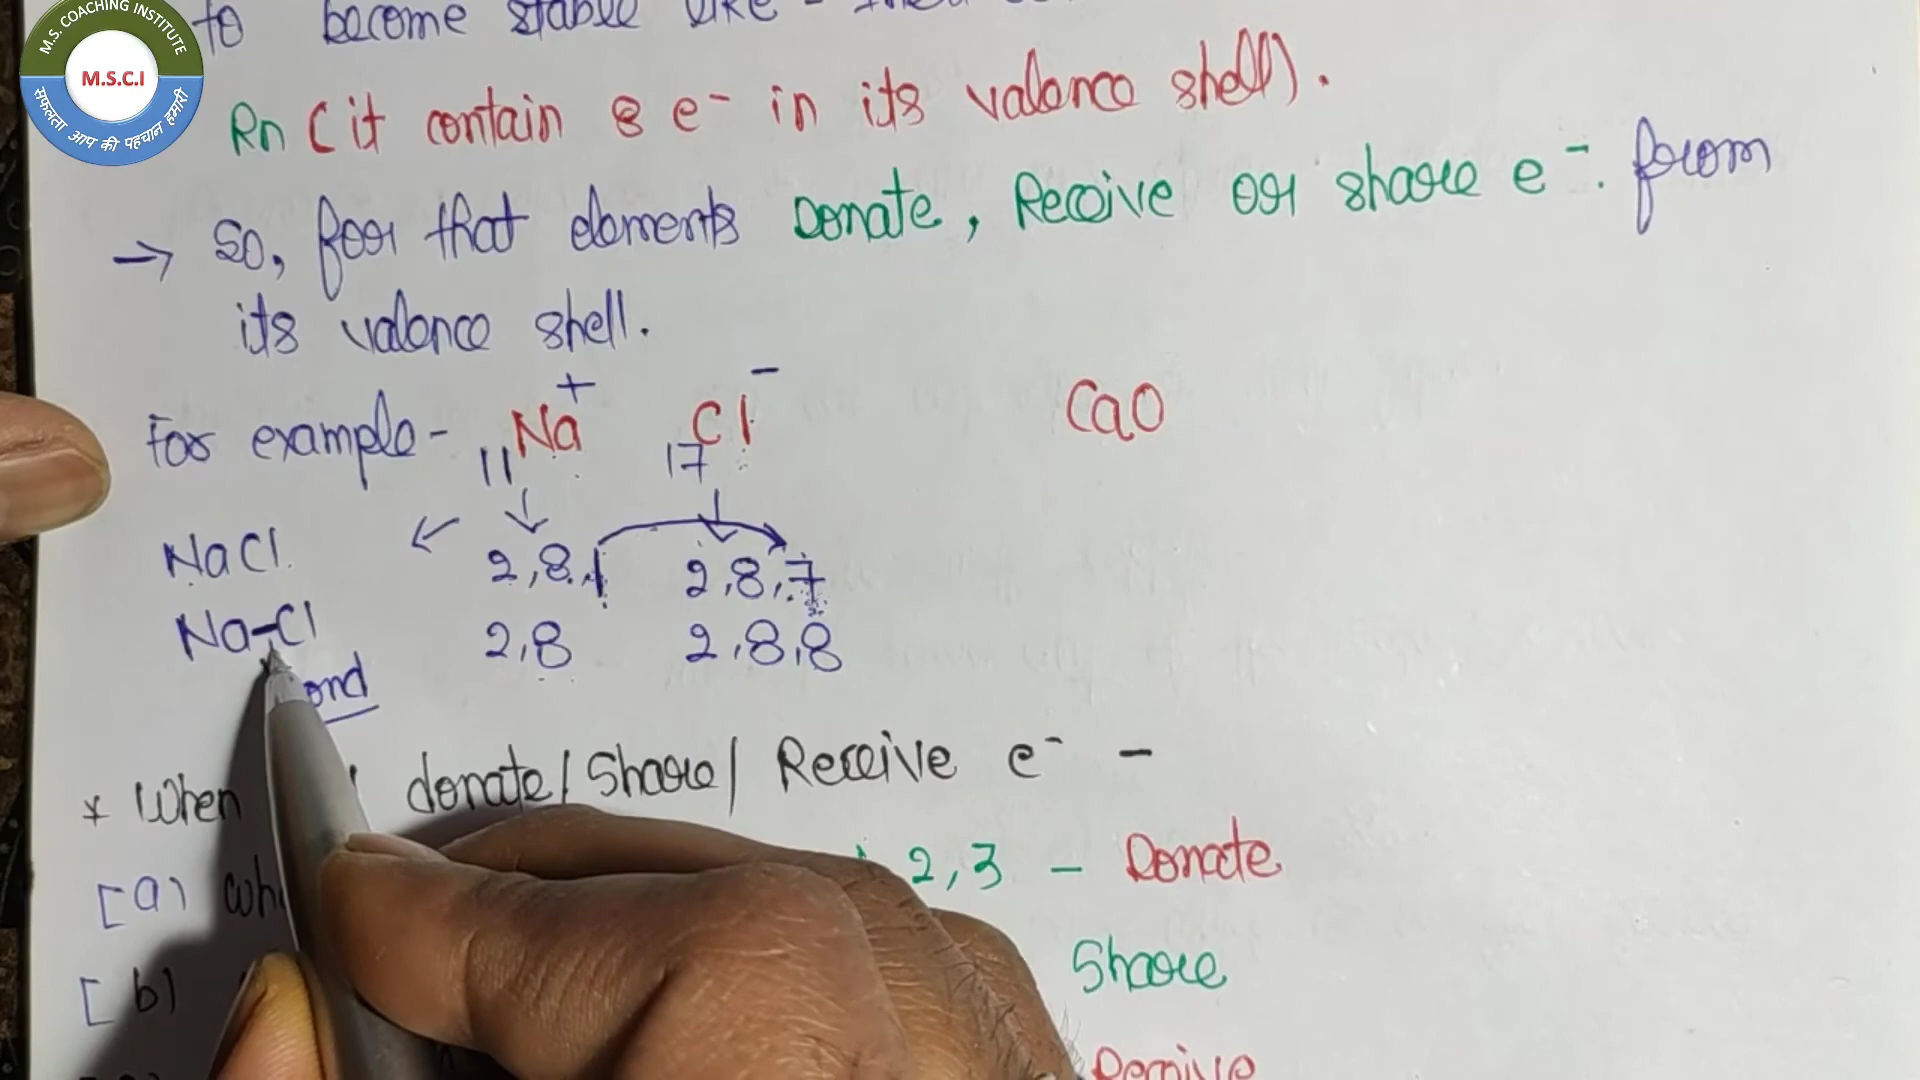 M.S. COACHING INSTITUTE
M.S.C.I
सफलता आप की पहचान हमारी
to become stable like -
Rn (it contain 8 e⁻ in its valence shell).
→ So, foor that elements Donate, Receive or share e⁻. from
its valence shell.
For example - ₁₁Na⁺ ₁₇Cl⁻ CaO
NaCl ← 2,8,1 2,8,7
Na-Cl 2,8 2,8,8
ond
* When donate/Share/Receive e⁻ -
[a) 2,3 - Donate
[b) Share